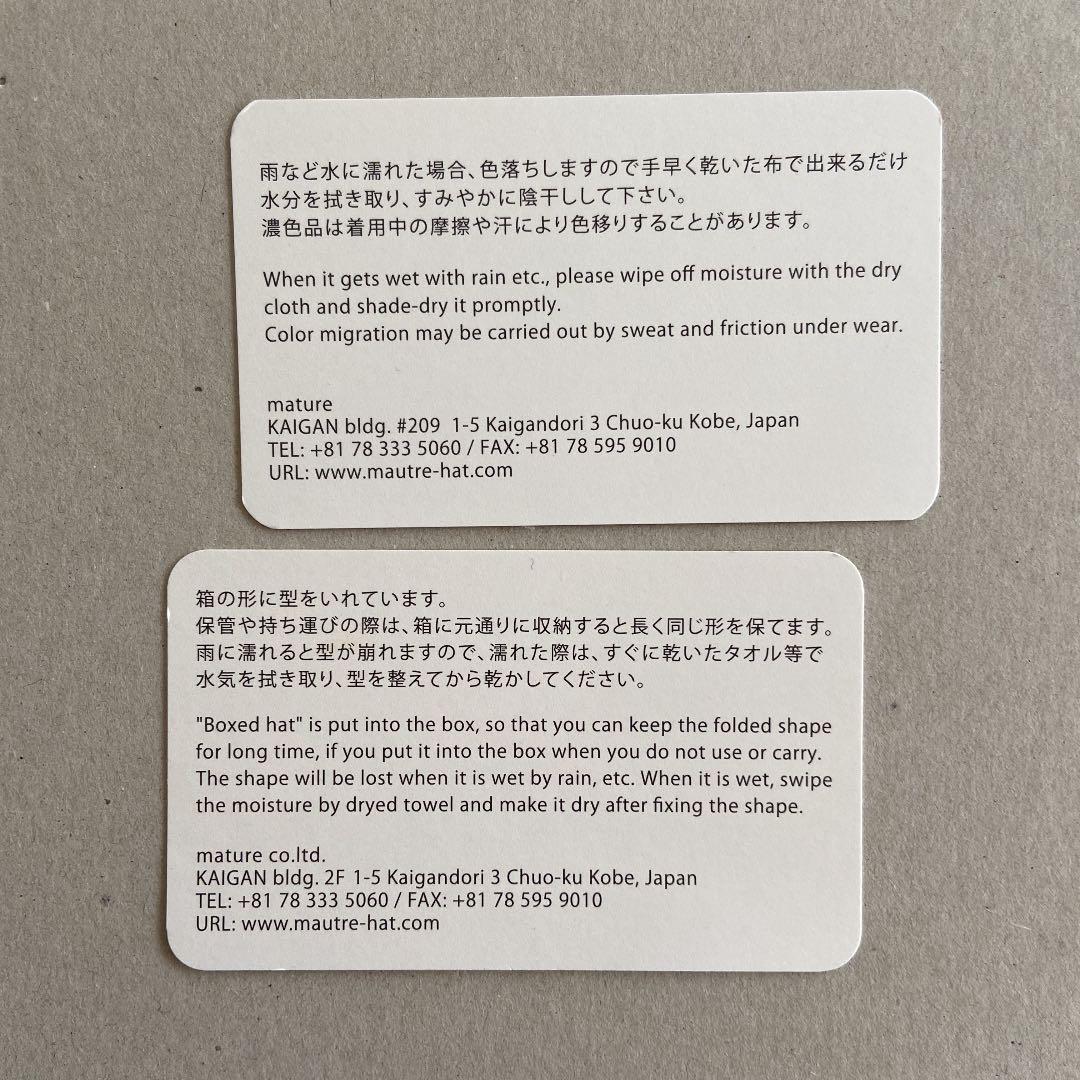 雨など水に濡れた場合、色落ちしますので手早く乾いた布で出来るだけ
水分を拭き取り、すみやかに陰干しして下さい。
濃色品は着用中の摩擦や汗により色移りすることがあります。
When it gets wet with rain etc., please wipe off moisture with the dry
cloth and shade-dry it promptly.
Color migration may be carried out by sweat and friction under wear.
mature
KAIGAN bldg. #209 1-5 Kaigandori 3 Chuo-ku Kobe, Japan
TEL: +81 78 333 5060 / FAX: +81 78 595 9010
URL: www.mautre-hat.com
箱の形に型をいれています。
保管や持ち運びの際は、箱に元通りに収納すると長く同じ形を保てます。
雨に濡れると型が崩れますので、濡れた際は、すぐに乾いたタオル等で
水気を拭き取り、型を整えてから乾かしてください。
"Boxed hat" is put into the box, so that you can keep the folded shape
for long time, if you put it into the box when you do not use or carry.
The shape will be lost when it is wet by rain, etc. When it is wet, swipe
the moisture by dryed towel and make it dry after fixing the shape.
mature co.ltd.
KAIGAN bldg. 2F 1-5 Kaigandori 3 Chuo-ku Kobe, Japan
TEL: +81 78 333 5060 / FAX: +81 78 595 9010
URL: www.mautre-hat.com